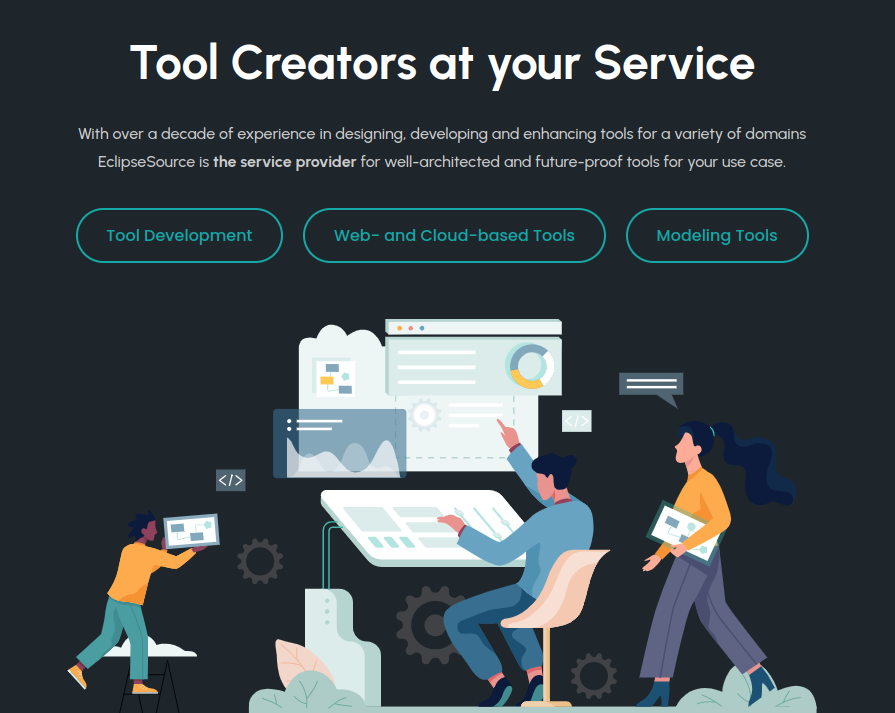 Tool Creators at your Service
With over a decade of experience in designing, developing and enhancing tools for a variety of domains
EclipseSource is the service provider for well-architected and future-proof tools for your use case.
Tool Development
Web- and Cloud-based Tools
Modeling Tools
</>
</>